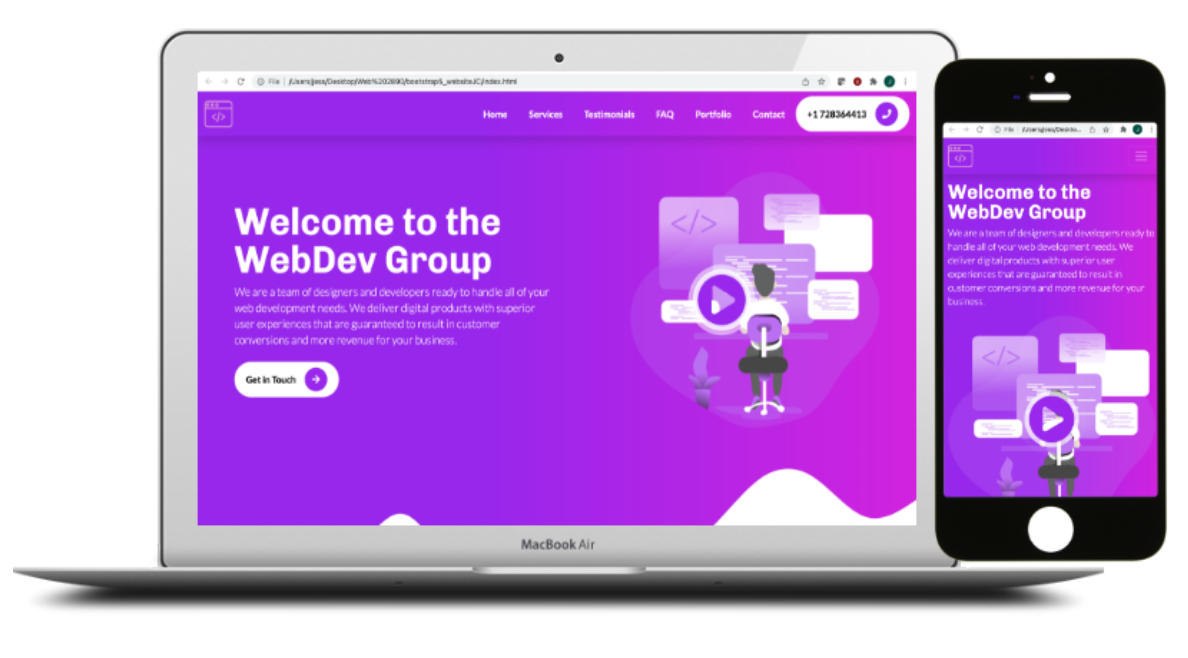 File | /Users/jess/Desktop/Web%202890/bootstrap5_websiteJC/index.html
</>
Home Services Testimonials FAQ Portfolio Contact +1 728364413
Welcome to the
WebDev Group
We are a team of designers and developers ready to handle all of your
web development needs. We deliver digital products with superior
user experiences that are guaranteed to result in customer
conversions and more revenue for your business.
Get in Touch
</>
MacBook Air
File | /Users/jess/Deskto...
</>
Welcome to the
WebDev Group
We are a team of designers and developers ready to
handle all of your web development needs. We
deliver digital products with superior user
experiences that are guaranteed to result in
customer conversions and more revenue for your
business.
</>